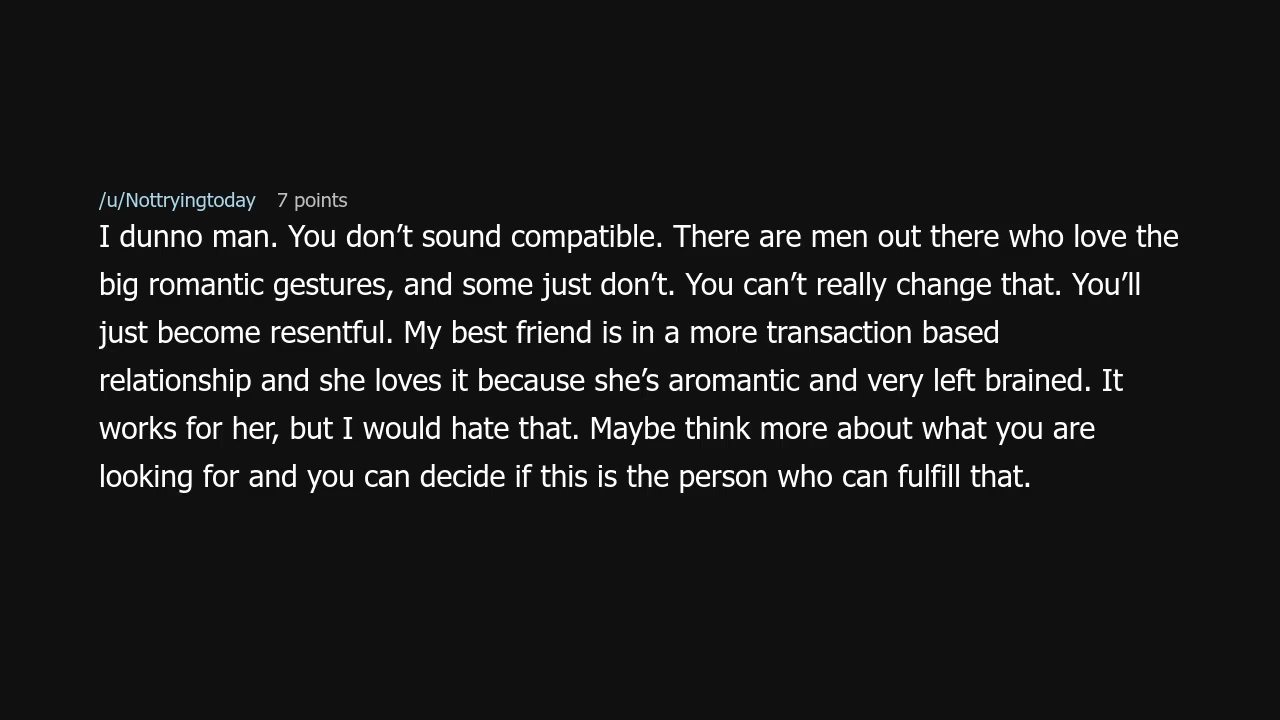 /u/Nottryingtoday 7 points
I dunno man. You don’t sound compatible. There are men out there who love the
big romantic gestures, and some just don’t. You can’t really change that. You’ll
just become resentful. My best friend is in a more transaction based
relationship and she loves it because she’s aromantic and very left brained. It
works for her, but I would hate that. Maybe think more about what you are
looking for and you can decide if this is the person who can fulfill that.